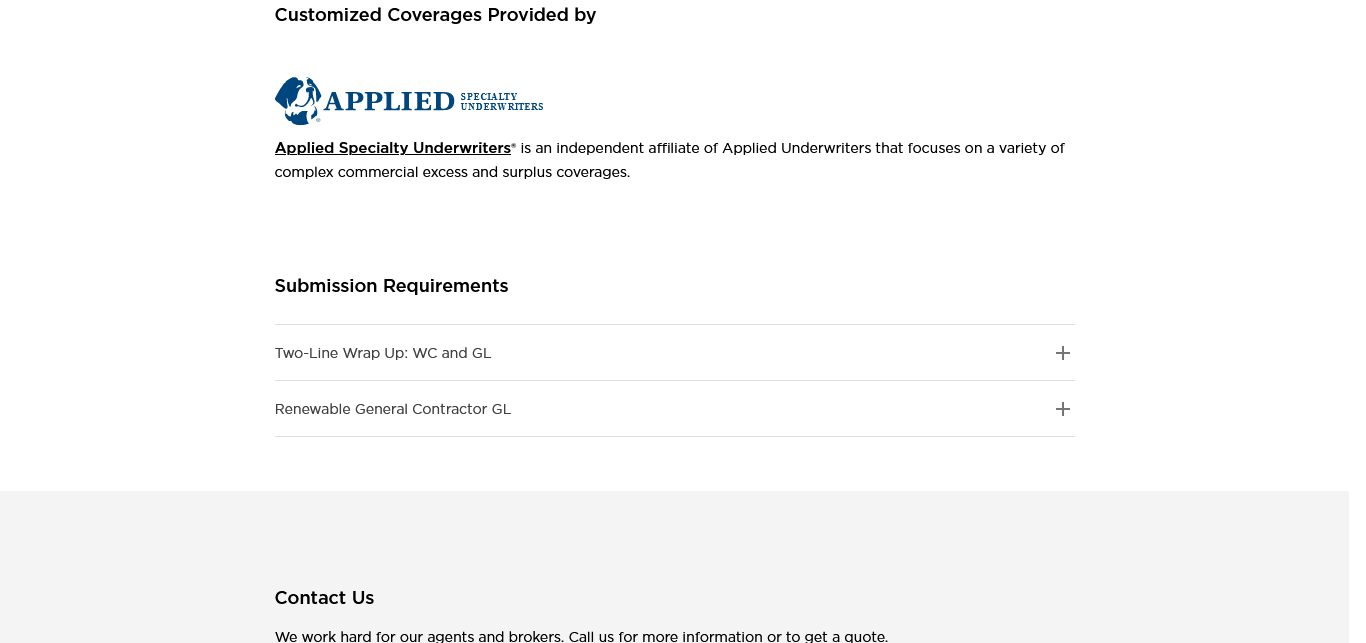 Customized Coverages Provided by
APPLIED SPECIALTY
UNDERWRITERS
®
Applied Specialty Underwriters® is an independent affiliate of Applied Underwriters that focuses on a variety of
complex commercial excess and surplus coverages.
Submission Requirements
Two-Line Wrap Up: WC and GL
Renewable General Contractor GL
Contact Us
We work hard for our agents and brokers. Call us for more information or to get a quote.